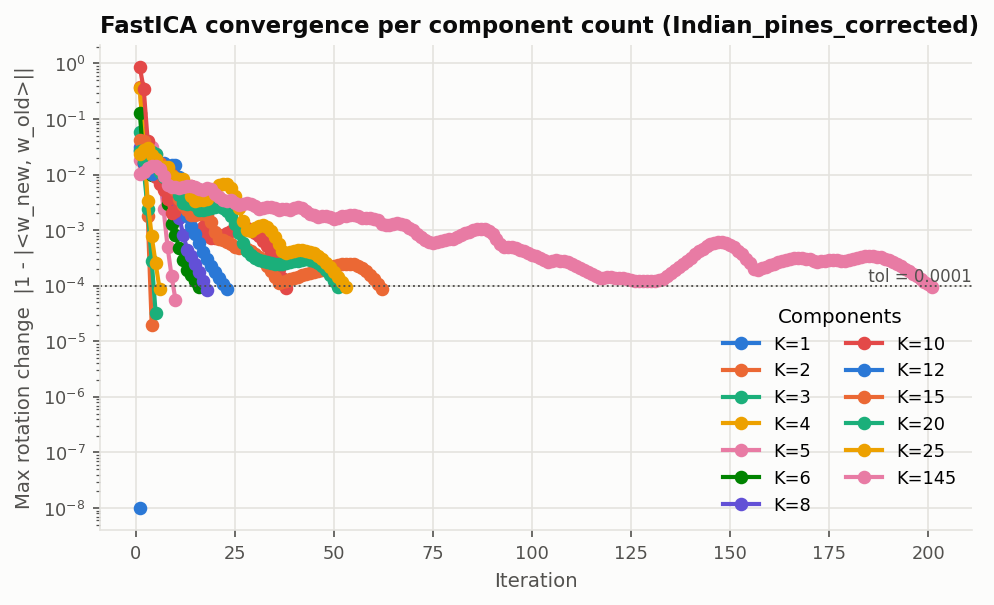 FastICA convergence per component count (Indian_pines_corrected)
Max rotation change |1 - |<w_new, w_old>||
10⁰
10⁻¹
10⁻²
10⁻³
10⁻⁴
10⁻⁵
10⁻⁶
10⁻⁷
10⁻⁸
tol = 0.0001
Components
K=1
K=2
K=3
K=4
K=5
K=6
K=8
K=10
K=12
K=15
K=20
K=25
K=145
0 25 50 75 100 125 150 175 200
Iteration